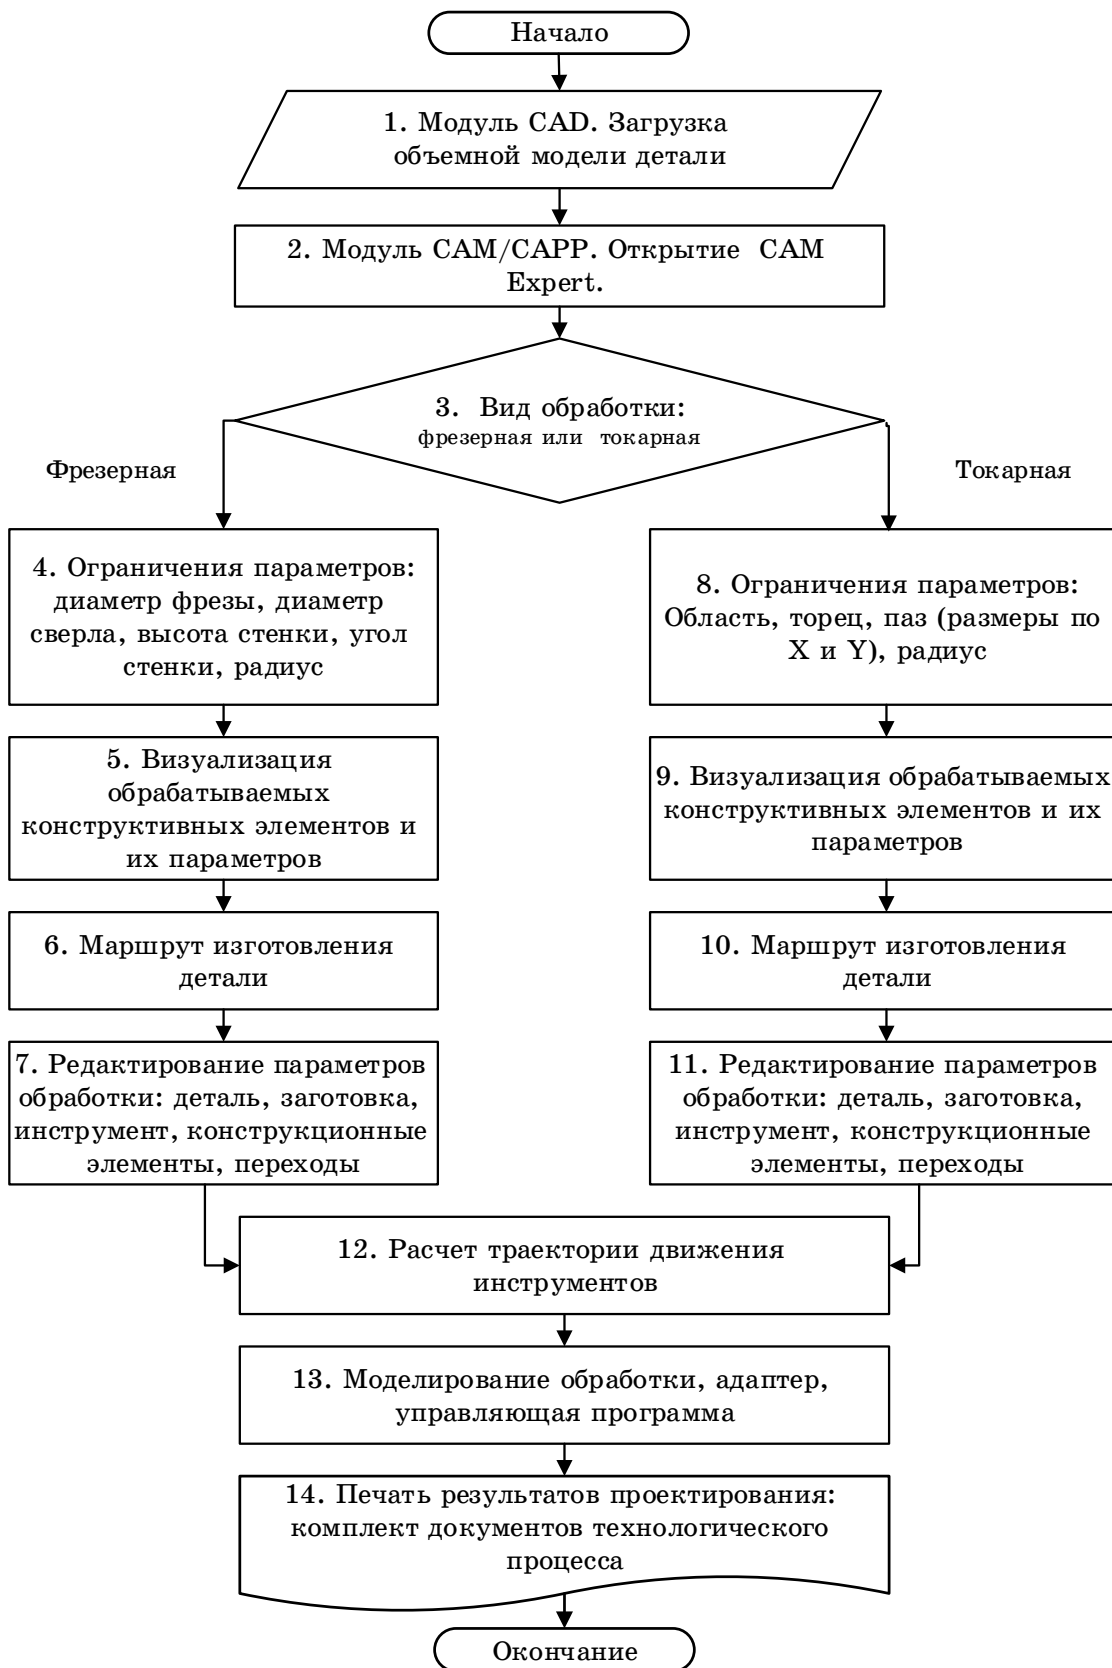 Начало
1. Модуль CAD. Загрузка
объемной модели детали
2. Модуль CAM/CAPP. Открытие CAM
Expert.
3. Вид обработки:
фрезерная или токарная
Фрезерная
Токарная
4. Ограничения параметров:
диаметр фрезы, диаметр
сверла, высота стенки, угол
стенки, радиус
5. Визуализация
обрабатываемых
конструктивных элементов и
их параметров
6. Маршрут изготовления
детали
7. Редактирование параметров
обработки: деталь, заготовка,
инструмент, конструкционные
элементы, переходы
8. Ограничения параметров:
Область, торец, паз (размеры по
X и Y), радиус
9. Визуализация обрабатываемых
конструктивных элементов и их
параметров
10. Маршрут изготовления
детали
11. Редактирование параметров
обработки: деталь, заготовка,
инструмент, конструкционные
элементы, переходы
12. Расчет траектории движения
инструментов
13. Моделирование обработки, адаптер,
управляющая программа
14. Печать результатов проектирования:
комплект документов технологического
процесса
Окончание